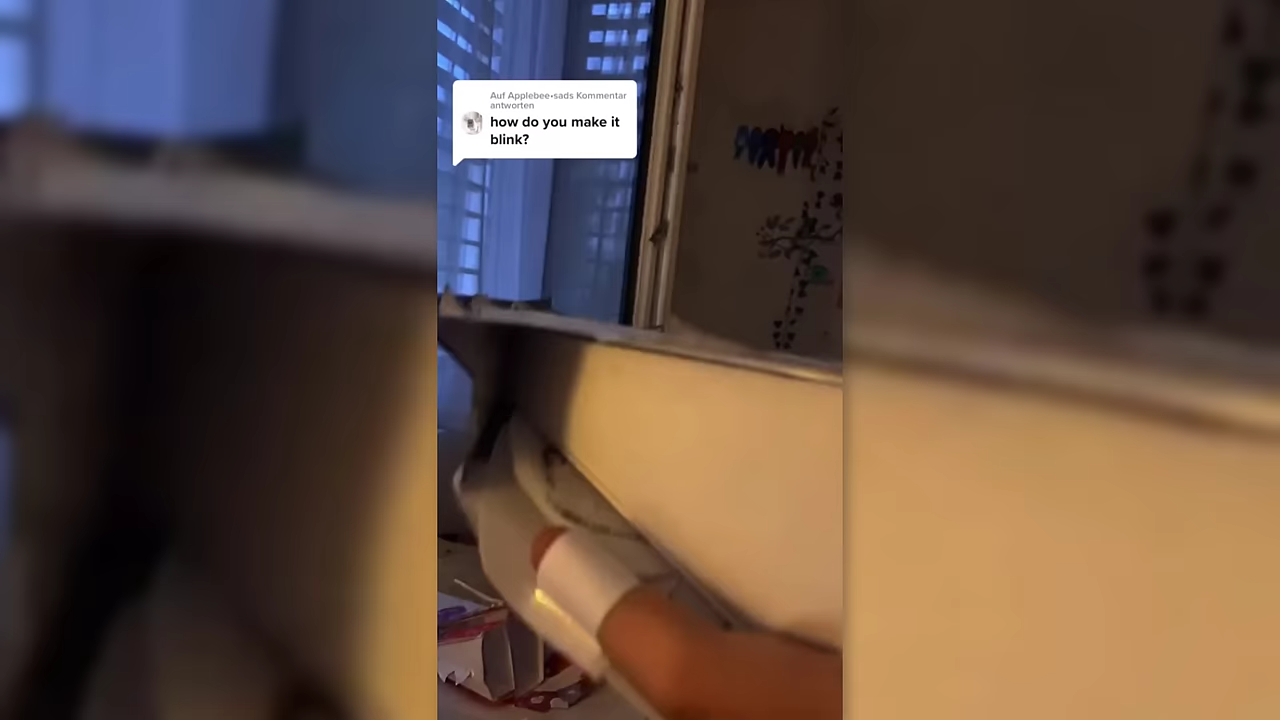 Auf Applebee•sads Kommentar
antworten
how do you make it
blink?